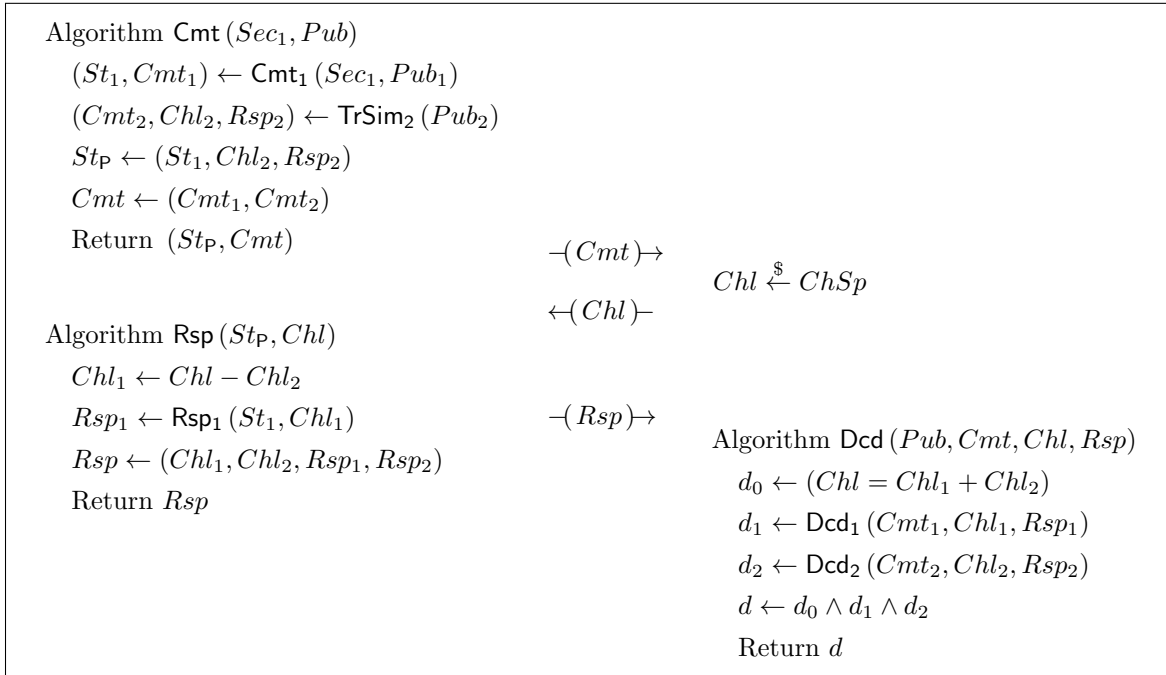 Algorithm Cmt (Sec₁, Pub)
(St₁, Cmt₁) ← Cmt₁ (Sec₁, Pub₁)
(Cmt₂, Chl₂, Rsp₂) ← TrSim₂ (Pub₂)
St_P ← (St₁, Chl₂, Rsp₂)
Cmt ← (Cmt₁, Cmt₂)
Return (St_P, Cmt)
–(Cmt)→
Chl ←$ ChSp
←(Chl)–
Algorithm Rsp (St_P, Chl)
Chl₁ ← Chl − Chl₂
Rsp₁ ← Rsp₁ (St₁, Chl₁)
Rsp ← (Chl₁, Chl₂, Rsp₁, Rsp₂)
Return Rsp
–(Rsp)→
Algorithm Dcd (Pub, Cmt, Chl, Rsp)
d₀ ← (Chl = Chl₁ + Chl₂)
d₁ ← Dcd₁ (Cmt₁, Chl₁, Rsp₁)
d₂ ← Dcd₂ (Cmt₂, Chl₂, Rsp₂)
d ← d₀ ∧ d₁ ∧ d₂
Return d